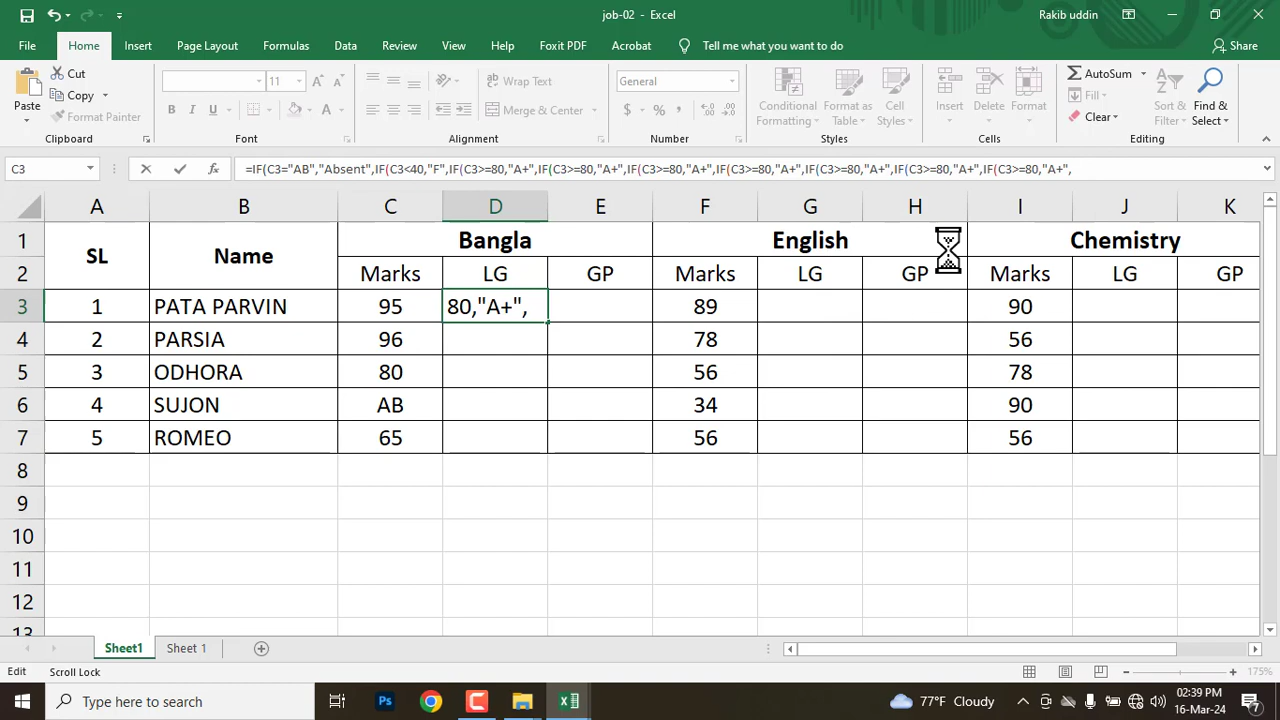 job-02 - Excel
Rakib uddin
File Home Insert Page Layout Formulas Data Review View Help Foxit PDF Acrobat Tell me what you want to do Share
Paste
Cut
Copy
Format Painter
Clipboard
11
Font
Wrap Text
Merge & Center
Alignment
General
Number
Conditional Formatting
Format as Table
Cell Styles
Styles
Insert
Delete
Format
Cells
AutoSum
Fill
Clear
Sort & Filter
Find & Select
Editing
C3
=IF(C3="AB","Absent",IF(C3<40,"F",IF(C3>=80,"A+",IF(C3>=80,"A+",IF(C3>=80,"A+",IF(C3>=80,"A+",IF(C3>=80,"A+",IF(C3>=80,"A+",IF(C3>=80,"A+",
A B C D E F G H I J K
1 SL Name Bangla English Chemistry
2 Marks LG GP Marks LG GP Marks LG GP
3 1 PATA PARVIN 95 80,"A+", 89 90
4 2 PARSIA 96 78 56
5 3 ODHORA 80 56 78
6 4 SUJON AB 34 90
7 5 ROMEO 65 56 56
8
9
10
11
12
13
Sheet1 Sheet 1
Edit Scroll Lock 175%
Type here to search
77°F Cloudy
02:39 PM
16-Mar-24
7